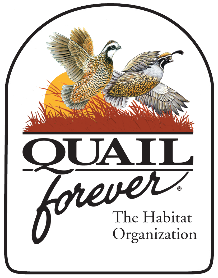 QUAIL
forever®
The Habitat
Organization